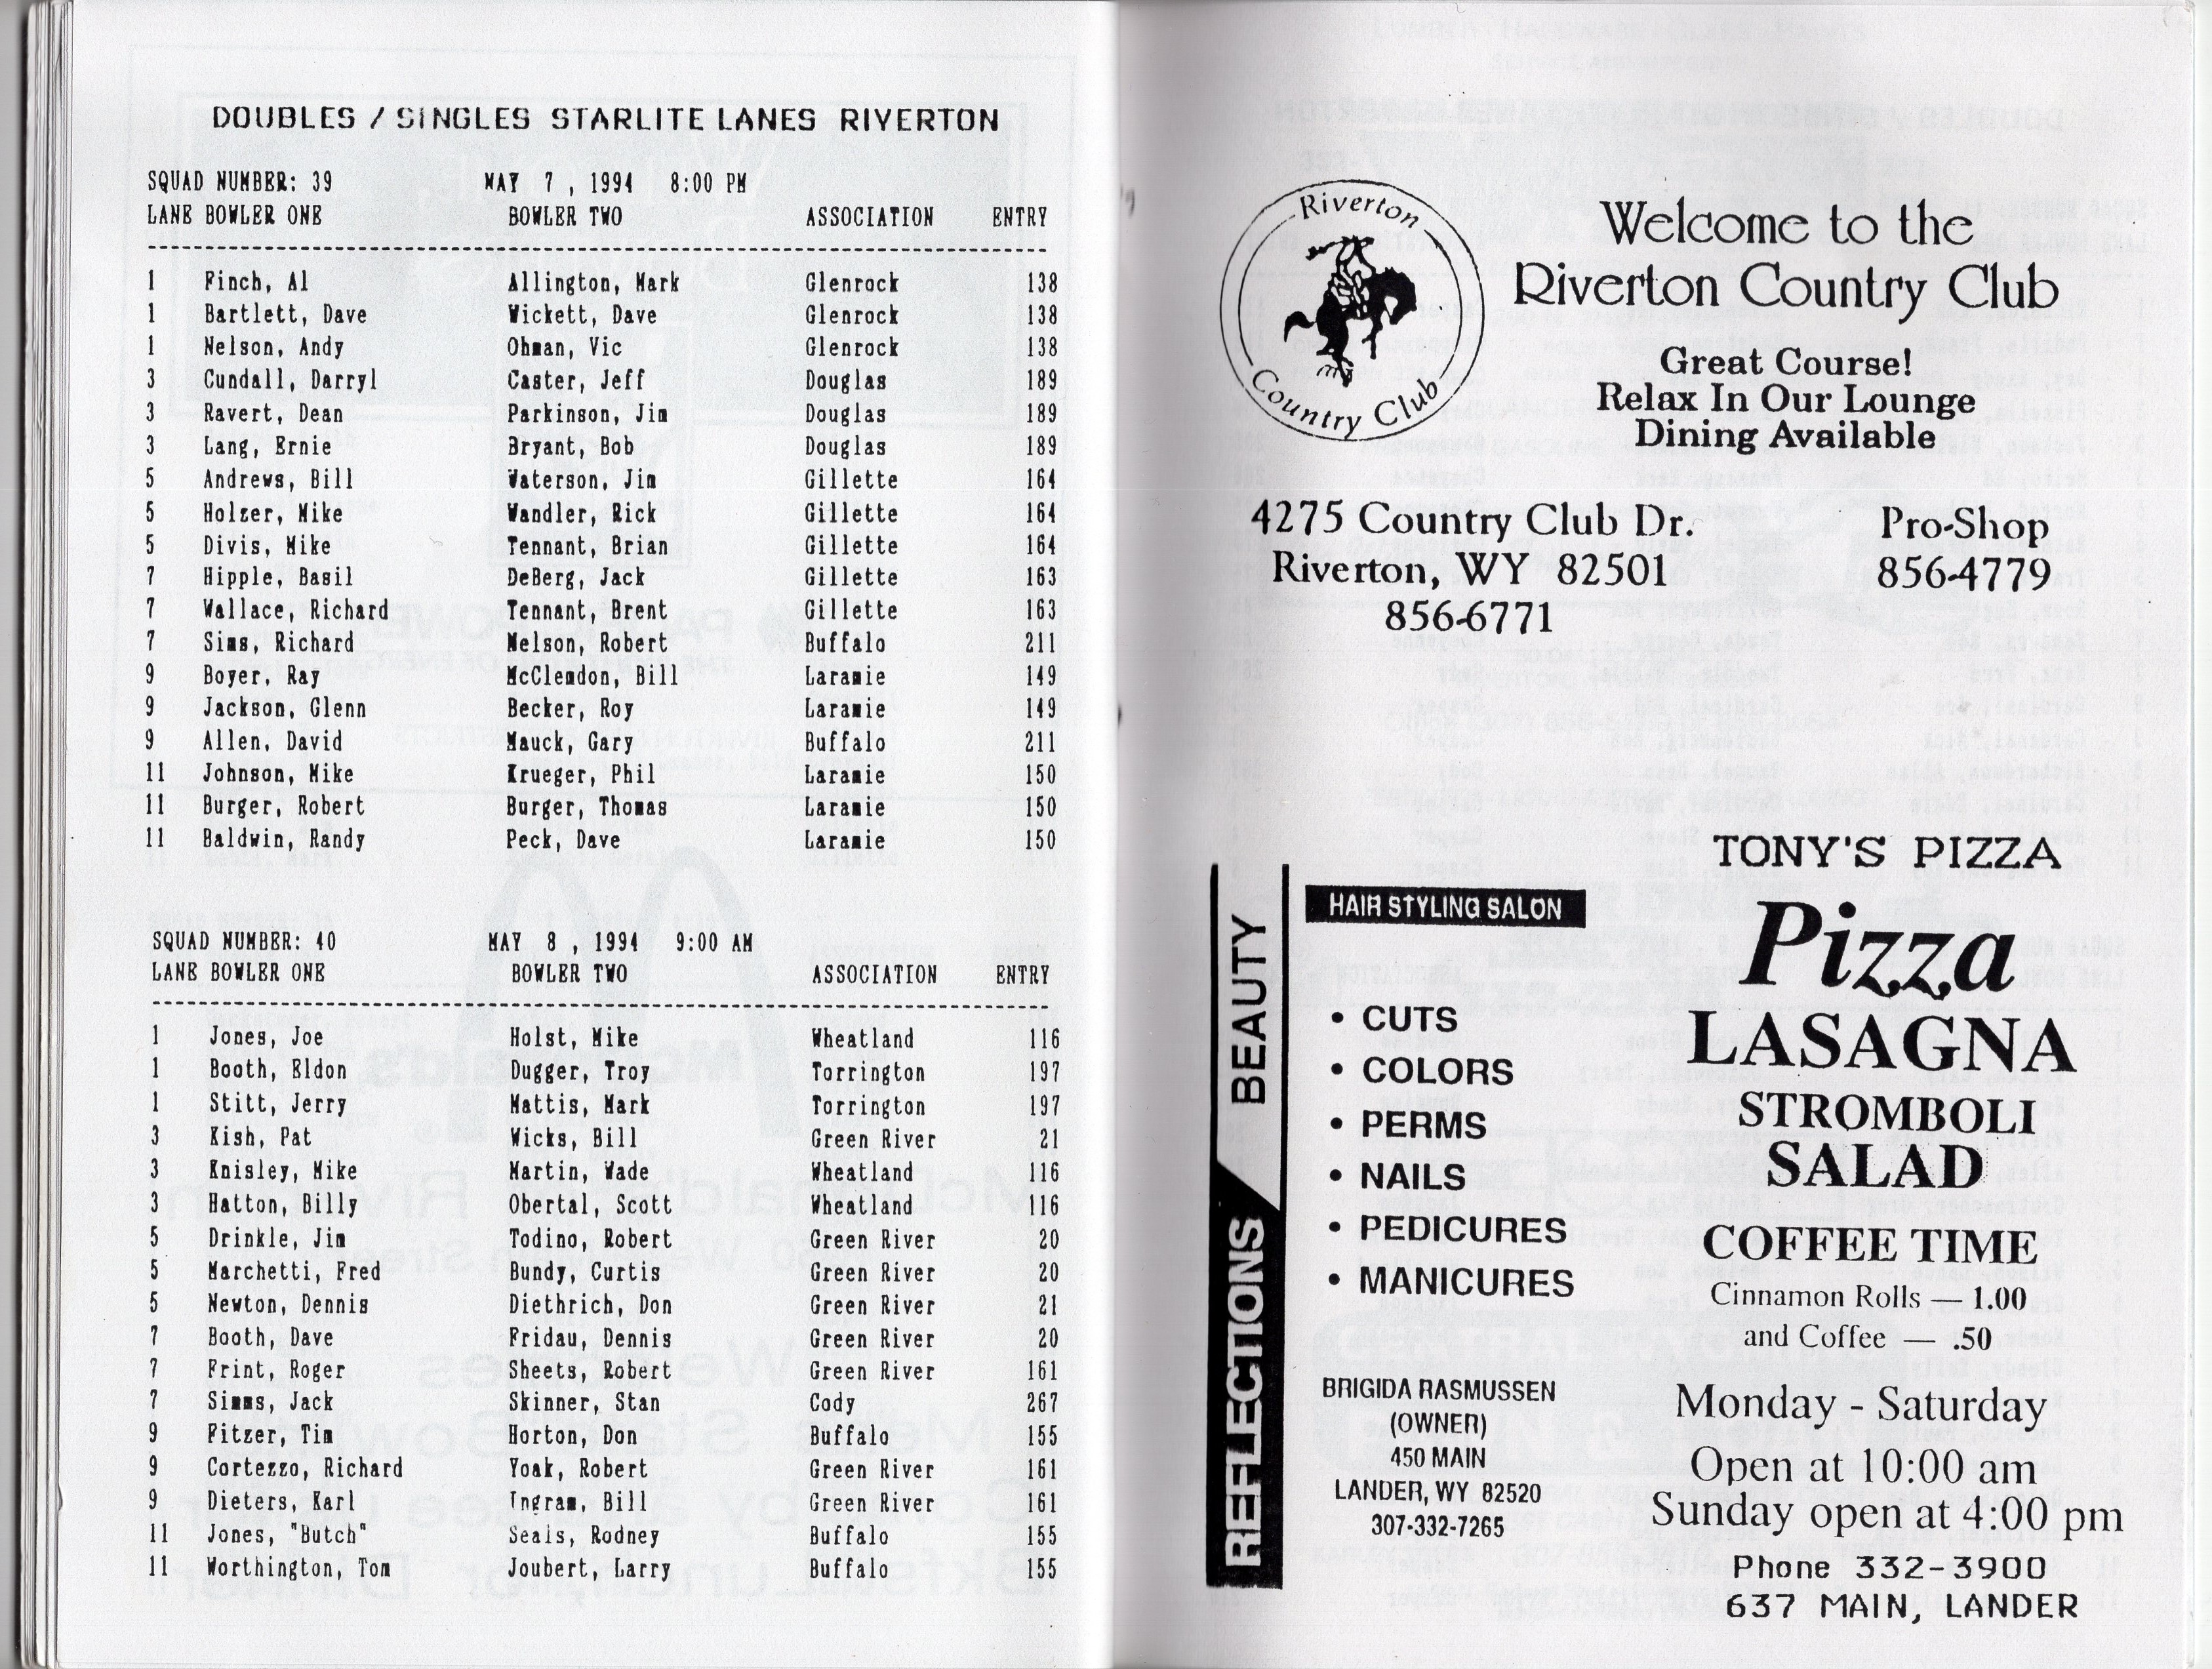 DOUBLES / SINGLES STARLITE LANES RIVERTON
SQUAD NUMBER: 39 MAY 7 , 1994 8:00 PM
LANE BOWLER ONE BOWLER TWO ASSOCIATION ENTRY
1 Finch, Al Allington, Mark Glenrock 138
1 Bartlett, Dave Wickett, Dave Glenrock 138
1 Nelson, Andy Ohman, Vic Glenrock 138
3 Cundall, Darryl Caster, Jeff Douglas 189
3 Ravert, Dean Parkinson, Jim Douglas 189
3 Lang, Ernie Bryant, Bob Douglas 189
5 Andrews, Bill Waterson, Jim Gillette 164
5 Holzer, Mike Wandler, Rick Gillette 164
5 Divis, Mike Tennant, Brian Gillette 164
7 Hipple, Basil DeBerg, Jack Gillette 163
7 Wallace, Richard Tennant, Brent Gillette 163
7 Sims, Richard Nelson, Robert Buffalo 211
9 Boyer, Ray McClendon, Bill Laramie 149
9 Jackson, Glenn Becker, Roy Laramie 149
9 Allen, David Mauck, Gary Buffalo 211
11 Johnson, Mike Krueger, Phil Laramie 150
11 Burger, Robert Burger, Thomas Laramie 150
11 Baldwin, Randy Peck, Dave Laramie 150
SQUAD NUMBER: 40 MAY 8 , 1994 9:00 AM
LANE BOWLER ONE BOWLER TWO ASSOCIATION ENTRY
1 Jones, Joe Holst, Mike Wheatland 116
1 Booth, Eldon Dugger, Troy Torrington 197
1 Stitt, Jerry Mattis, Mark Torrington 197
3 Kish, Pat Wicks, Bill Green River 21
3 Knisley, Mike Martin, Wade Wheatland 116
3 Hatton, Billy Obertal, Scott Wheatland 116
5 Drinkle, Jim Todino, Robert Green River 20
5 Marchetti, Fred Bundy, Curtis Green River 20
5 Newton, Dennis Diethrich, Don Green River 21
7 Booth, Dave Fridau, Dennis Green River 20
7 Frint, Roger Sheets, Robert Green River 161
7 Simms, Jack Skinner, Stan Cody 267
9 Fitzer, Tim Horton, Don Buffalo 155
9 Cortezzo, Richard Yoak, Robert Green River 161
9 Dieters, Karl Ingram, Bill Green River 161
11 Jones, "Butch" Seals, Rodney Buffalo 155
11 Worthington, Tom Joubert, Larry Buffalo 155
Riverton
Country Club
Welcome to the
Riverton Country Club
Great Course!
Relax In Our Lounge
Dining Available
4275 Country Club Dr.
Riverton, WY 82501
856-6771
Pro-Shop
856-4779
REFLECTIONS BEAUTY
HAIR STYLING SALON
• CUTS
• COLORS
• PERMS
• NAILS
• PEDICURES
• MANICURES
BRIGIDA RASMUSSEN
(OWNER)
450 MAIN
LANDER, WY 82520
307-332-7265
TONY'S PIZZA
Pizza
LASAGNA
STROMBOLI
SALAD
COFFEE TIME
Cinnamon Rolls — 1.00
and Coffee — .50
Monday - Saturday
Open at 10:00 am
Sunday open at 4:00 pm
Phone 332-3900
637 MAIN, LANDER